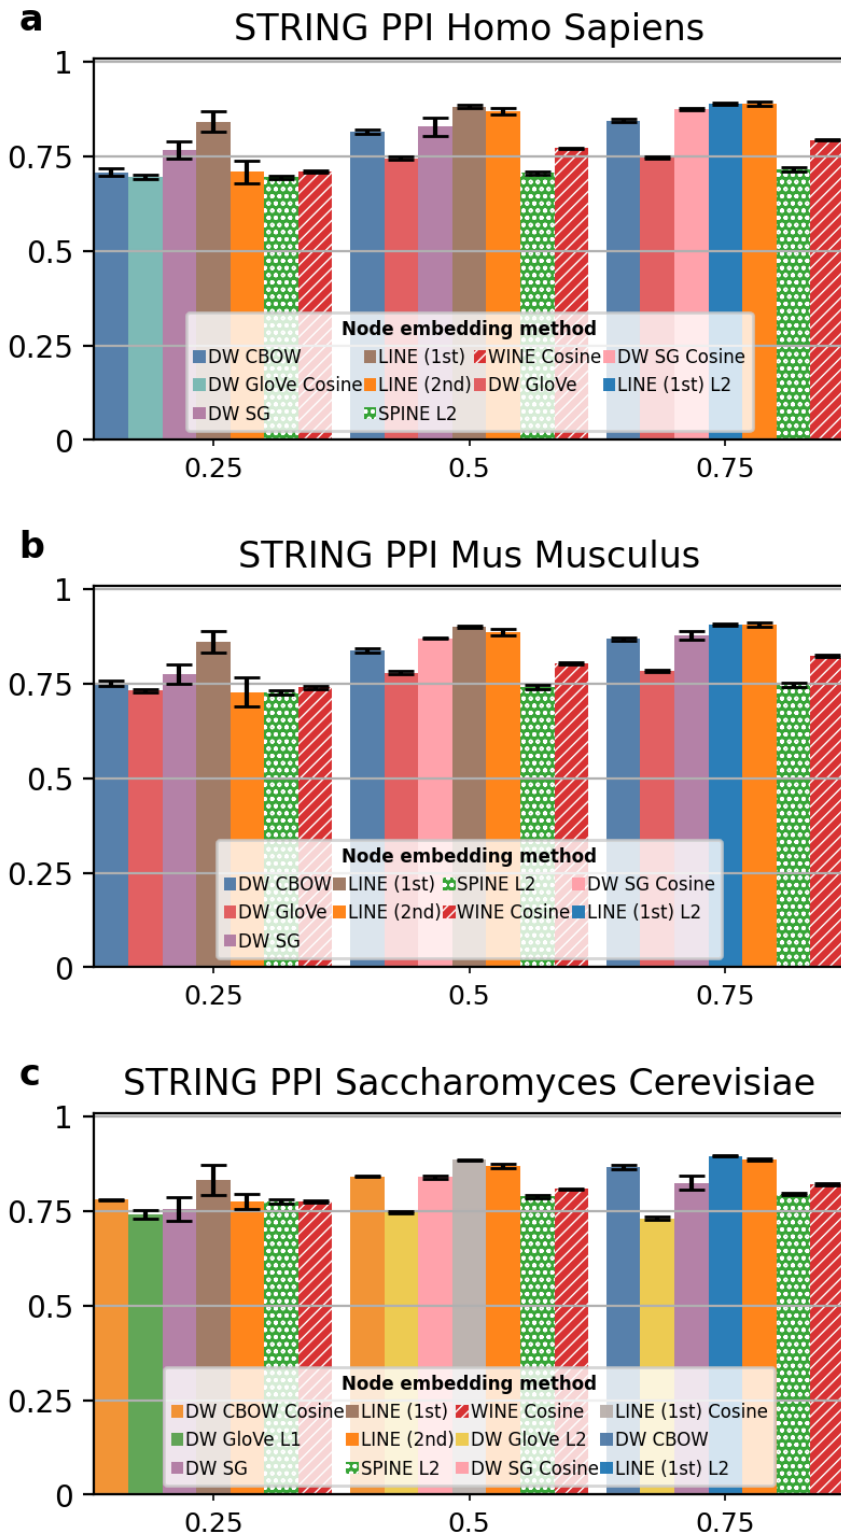 a
STRING PPI Homo Sapiens
1
0.75
0.5
0.25
0
Node embedding method
DW CBOW LINE (1st) WINE Cosine DW SG Cosine
DW GloVe Cosine LINE (2nd) DW GloVe LINE (1st) L2
DW SG SPINE L2
0.25 0.5 0.75
b
STRING PPI Mus Musculus
1
0.75
0.5
0.25
0
Node embedding method
DW CBOW LINE (1st) SPINE L2 DW SG Cosine
DW GloVe LINE (2nd) WINE Cosine LINE (1st) L2
DW SG
0.25 0.5 0.75
c
STRING PPI Saccharomyces Cerevisiae
1
0.75
0.5
0.25
0
Node embedding method
DW CBOW Cosine LINE (1st) WINE Cosine LINE (1st) Cosine
DW GloVe L1 LINE (2nd) DW GloVe L2 DW CBOW
DW SG SPINE L2 DW SG Cosine LINE (1st) L2
0.25 0.5 0.75